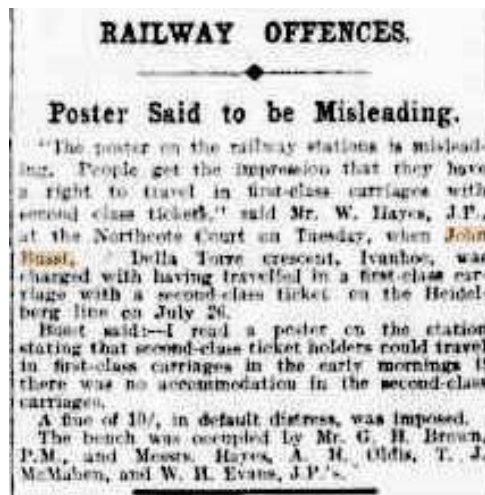 RAILWAY OFFENCES.
Poster Said to be Misleading.
"The poster on the railway stations is mislead-
ing. People get the impression that they have
a right to travel in first-class carriages with
second class tickets." said Mr. W. Hayes, J.P.,
at the Northcote Court on Tuesday, when John
Busst, Della Torre crescent, Ivanhoe, was
charged with having travelled in a first-class car-
riage with a second-class ticket on the Heidel-
berg line on July 26.
Busst said:—I read a poster on the station
stating that second-class ticket holders could travel
in first-class carriages in the early mornings if
there was no accommodation in the second-class
carriages.
A fine of 10/, in default distress, was imposed.
The bench was occupied by Mr. G. H. Brown,
P.M., and Messrs. Hayes, A. H. Oldis, T. J.
McMahen, and W. H. Evans, J.P.'s.